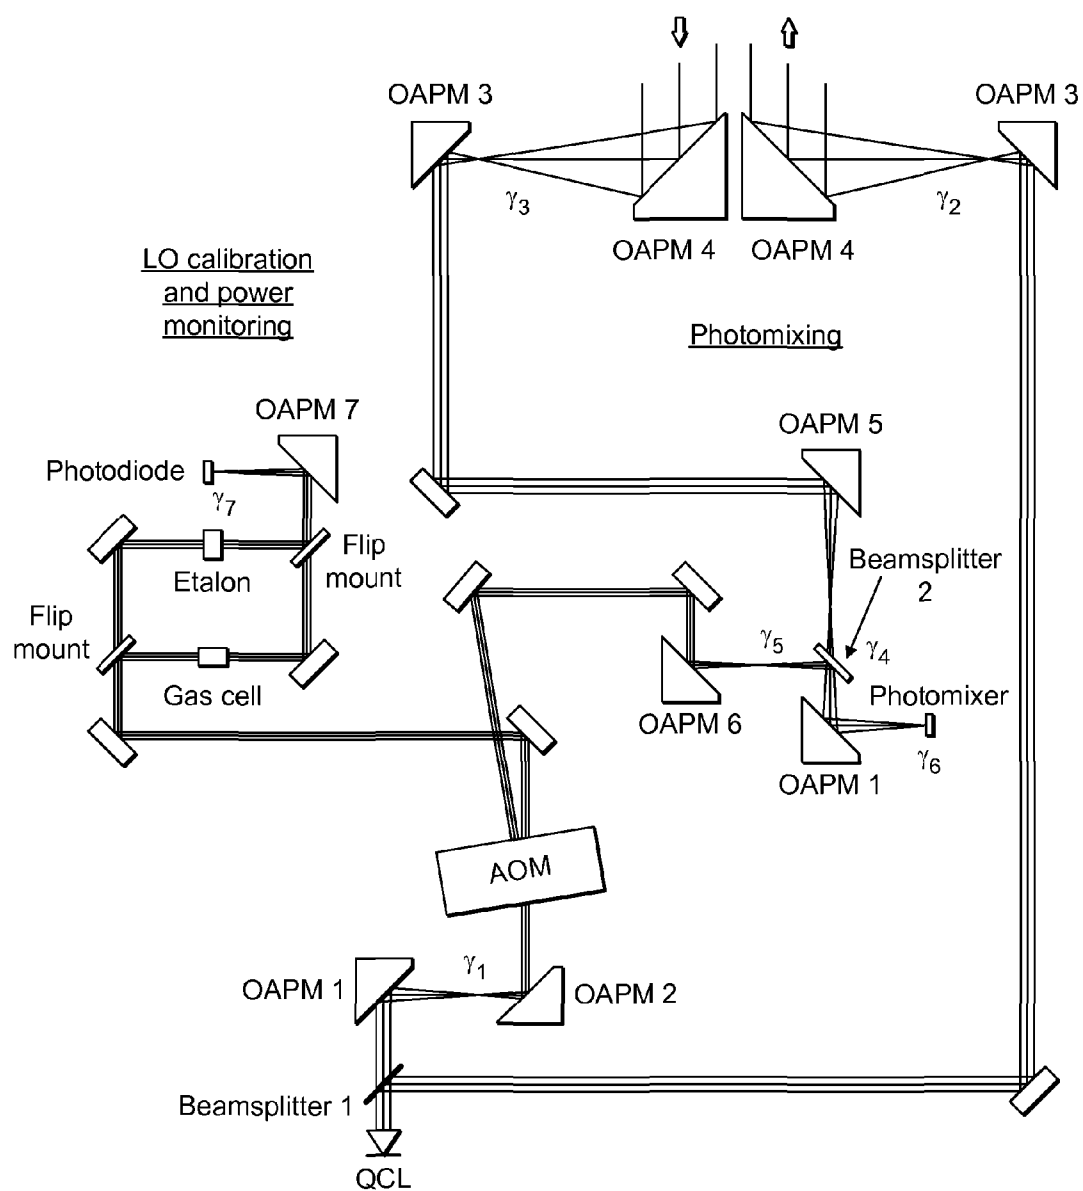 OAPM 3
OAPM 3
γ3
γ2
OAPM 4
OAPM 4
LO calibration
and power
monitoring
Photomixing
OAPM 7
OAPM 5
Photodiode
γ7
Flip
mount
Etalon
Beamsplitter
2
Flip
mount
γ5
γ4
Gas cell
Photomixer
OAPM 6
γ6
OAPM 1
AOM
γ1
OAPM 1
OAPM 2
Beamsplitter 1
QCL